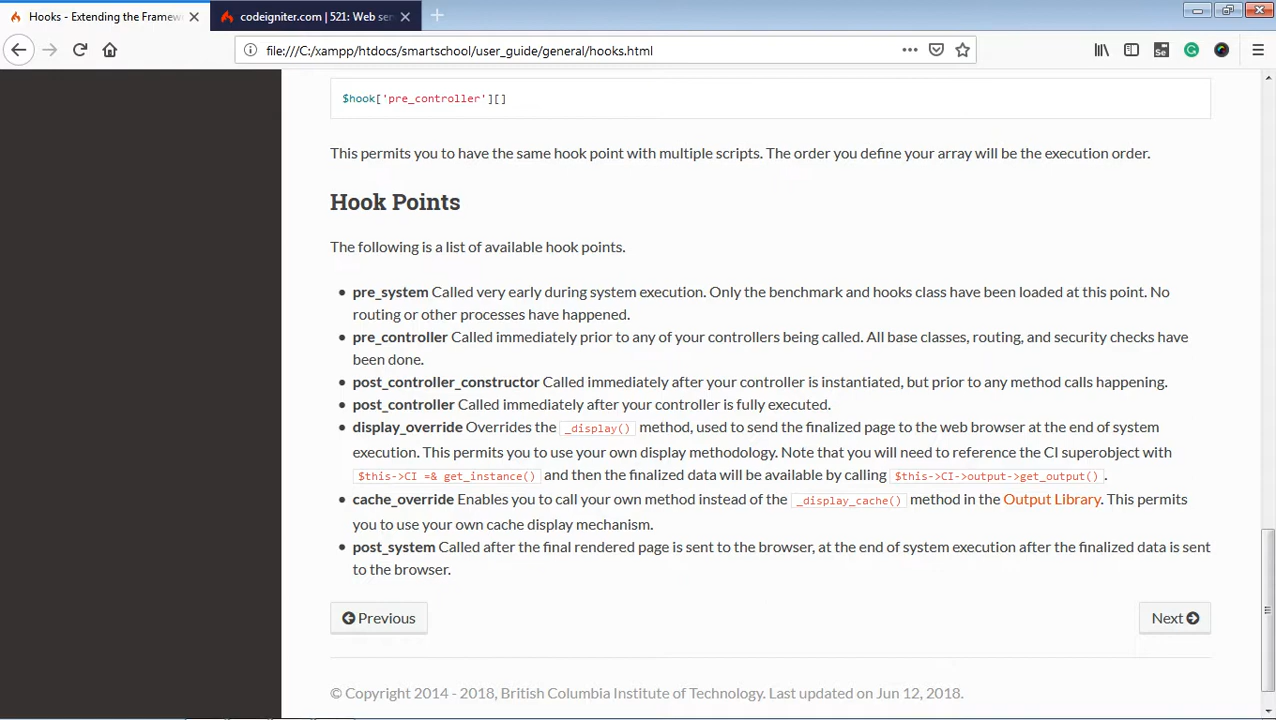 Hooks - Extending the Framew
codeigniter.com | 521: Web ser
file:///C:/xampp/htdocs/smartschool/user_guide/general/hooks.html
Se
$hook['pre_controller'][]
This permits you to have the same hook point with multiple scripts. The order you define your array will be the execution order.
Hook Points
The following is a list of available hook points.
• pre_system Called very early during system execution. Only the benchmark and hooks class have been loaded at this point. No
routing or other processes have happened.
• pre_controller Called immediately prior to any of your controllers being called. All base classes, routing, and security checks have
been done.
• post_controller_constructor Called immediately after your controller is instantiated, but prior to any method calls happening.
• post_controller Called immediately after your controller is fully executed.
• display_override Overrides the _display() method, used to send the finalized page to the web browser at the end of system
execution. This permits you to use your own display methodology. Note that you will need to reference the CI superobject with
$this->CI =& get_instance() and then the finalized data will be available by calling $this->CI->output->get_output().
• cache_override Enables you to call your own method instead of the _display_cache() method in the Output Library. This permits
you to use your own cache display mechanism.
• post_system Called after the final rendered page is sent to the browser, at the end of system execution after the finalized data is sent
to the browser.
Previous
Next
© Copyright 2014 - 2018, British Columbia Institute of Technology. Last updated on Jun 12, 2018.